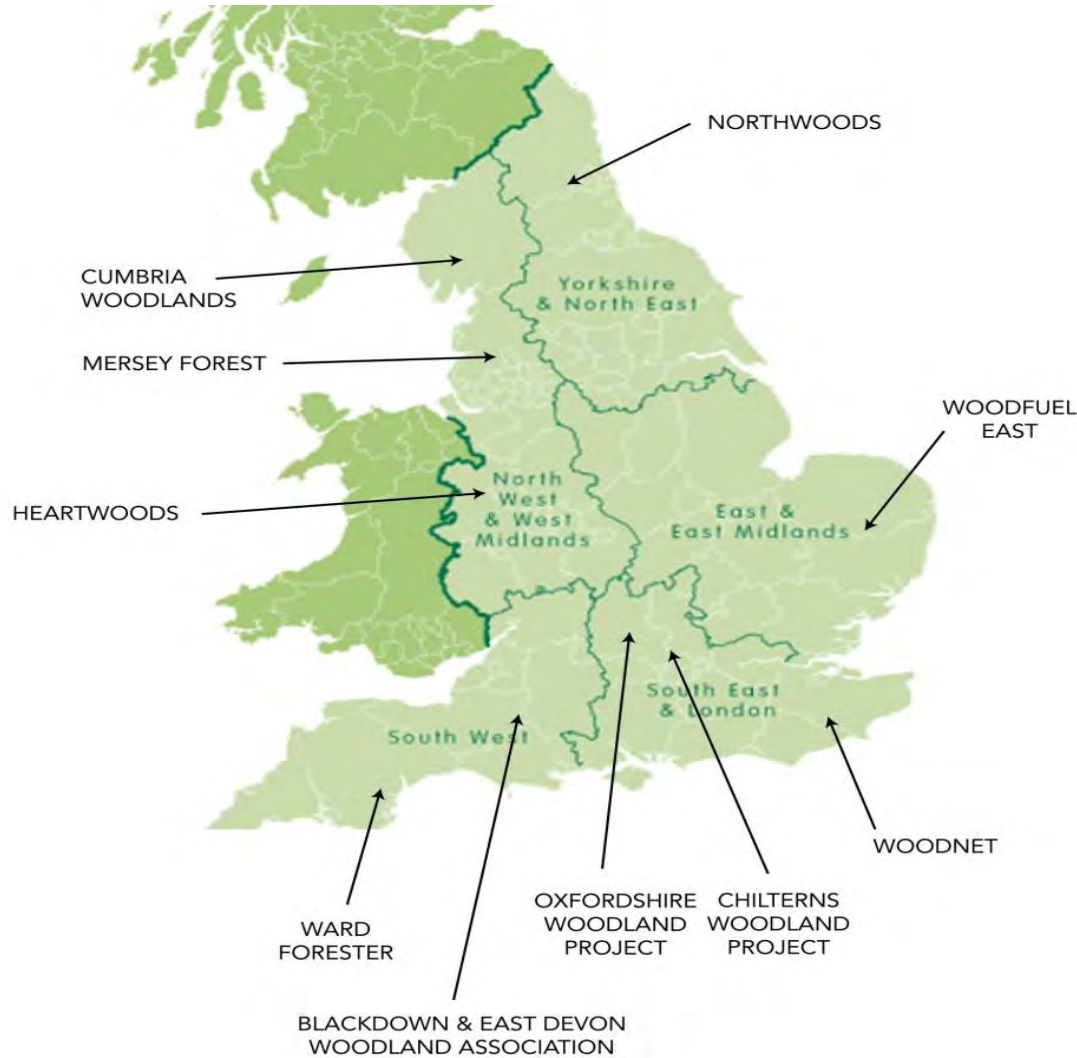 NORTHWOODS
CUMBRIA
WOODLANDS
Yorkshire
& North East
MERSEY FOREST
WOODFUEL
EAST
HEARTWOODS
North
West
& West
Midlands
East &
East Midlands
South East
& London
South West
WOODNET
WARD
FORESTER
OXFORDSHIRE
WOODLAND
PROJECT
CHILTERNS
WOODLAND
PROJECT
BLACKDOWN & EAST DEVON
WOODLAND ASSOCIATION